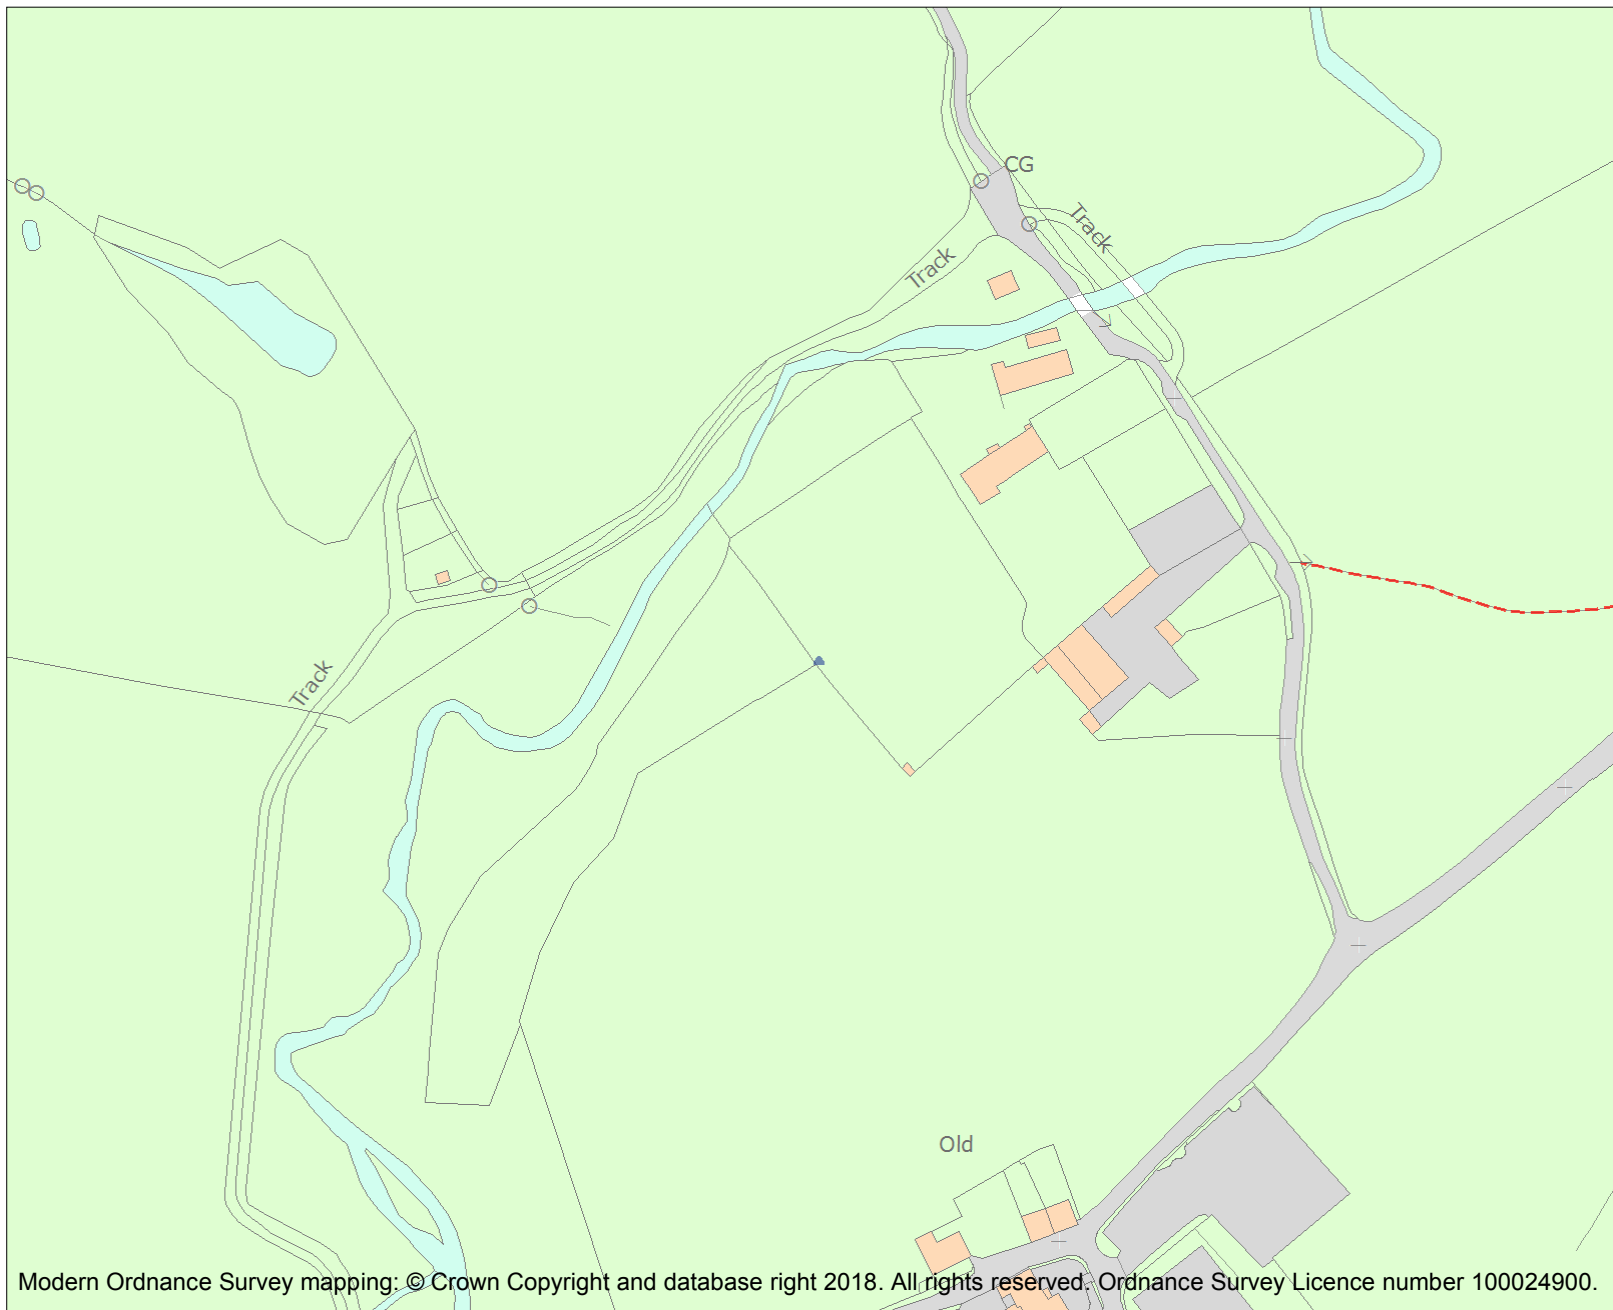 CG
Track
Track
Track
Old
Modern Ordnance Survey mapping: © Crown Copyright and database right 2018. All rights reserved. Ordnance Survey Licence number 100024900.